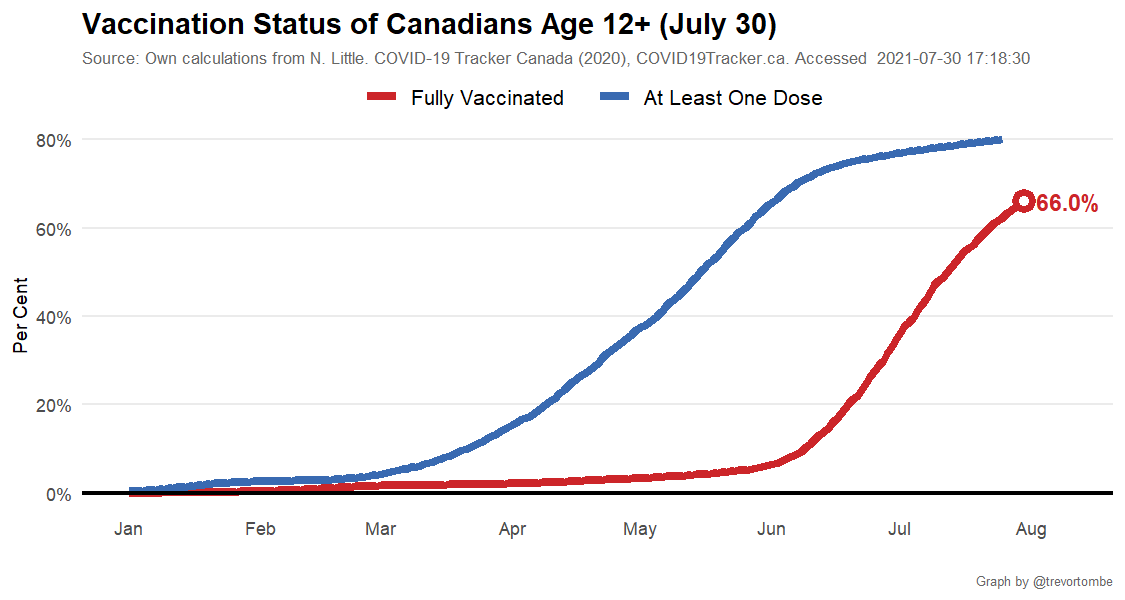 Vaccination Status of Canadians Age 12+ (July 30)
Source: Own calculations from N. Little. COVID-19 Tracker Canada (2020), COVID19Tracker.ca. Accessed  2021-07-30 17:18:30
Fully Vaccinated At Least One Dose
80%
66.0%
60%
Per Cent
40%
20%
0%
Jan Feb Mar Apr May Jun Jul Aug
Graph by @trevortombe